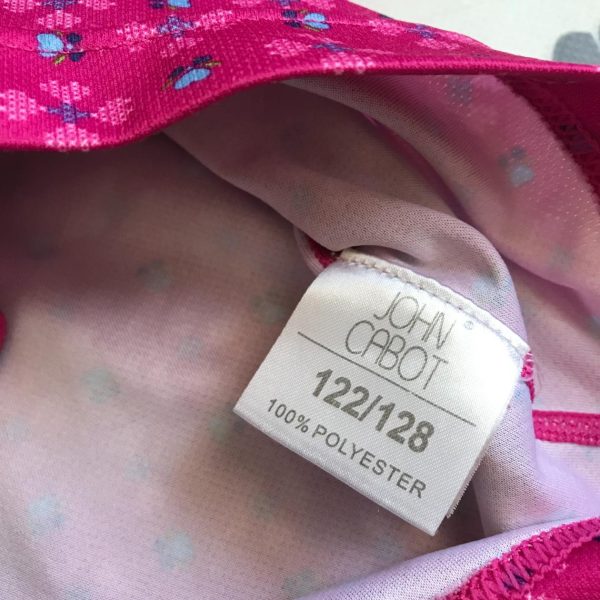 JOHN
CABOT
122/128
100% POLYESTER